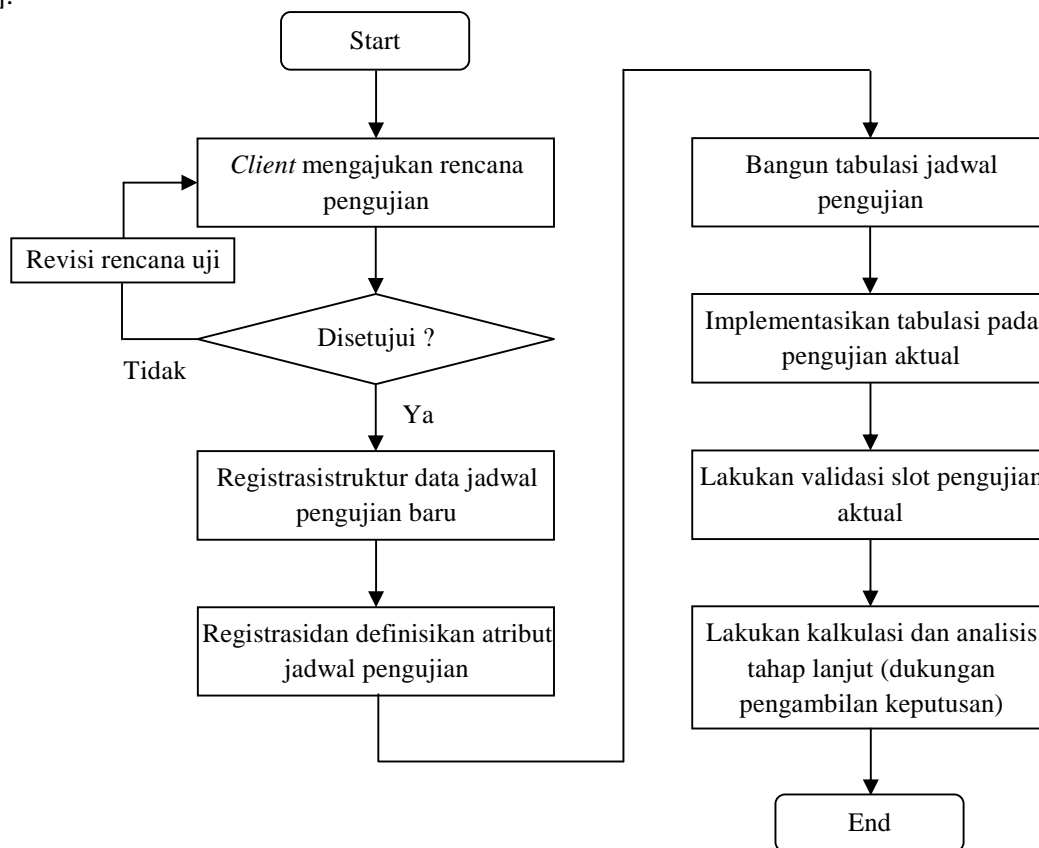 ].
Start
Client mengajukan rencana
pengujian
Revisi rencana uji
Disetujui ?
Tidak
Ya
Registrasistruktur data jadwal
pengujian baru
Registrasidan definisikan atribut
jadwal pengujian
Bangun tabulasi jadwal
pengujian
Implementasikan tabulasi pada
pengujian aktual
Lakukan validasi slot pengujian
aktual
Lakukan kalkulasi dan analisis
tahap lanjut (dukungan
pengambilan keputusan)
End